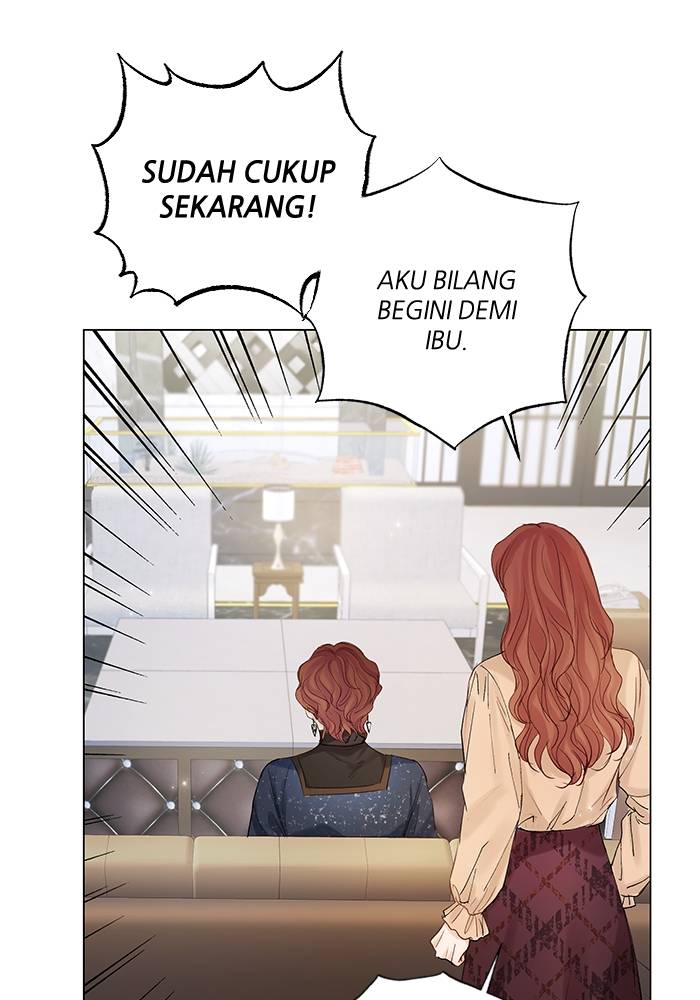 SUDAH CUKUP
SEKARANG!
AKU BILANG
BEGINI DEMI
IBU.